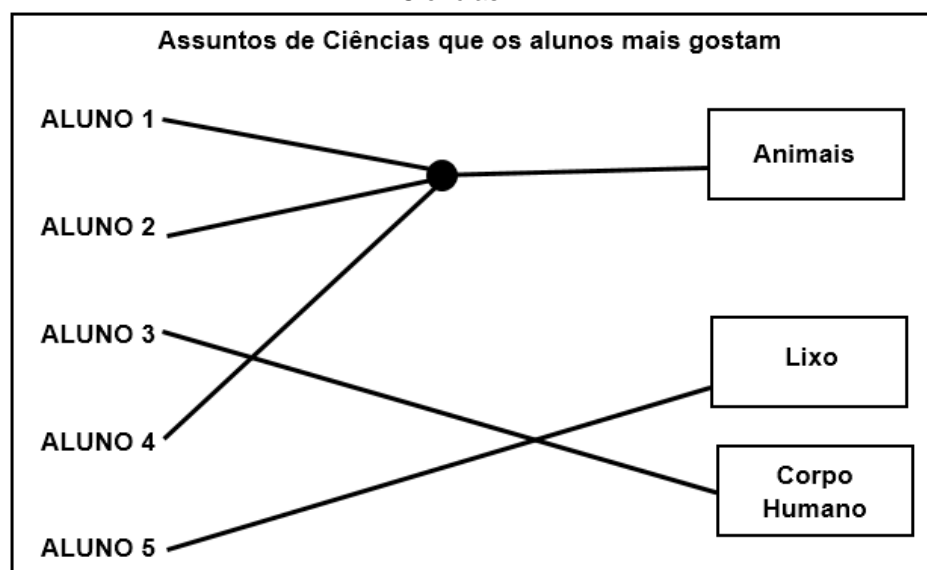 Assuntos de Ciências que os alunos mais gostam
ALUNO 1
Animais
ALUNO 2
ALUNO 3
Lixo
ALUNO 4
Corpo
Humano
ALUNO 5